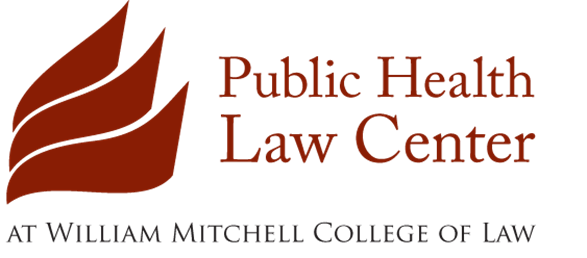 Public Health
Law Center
AT WILLIAM MITCHELL COLLEGE OF LAW